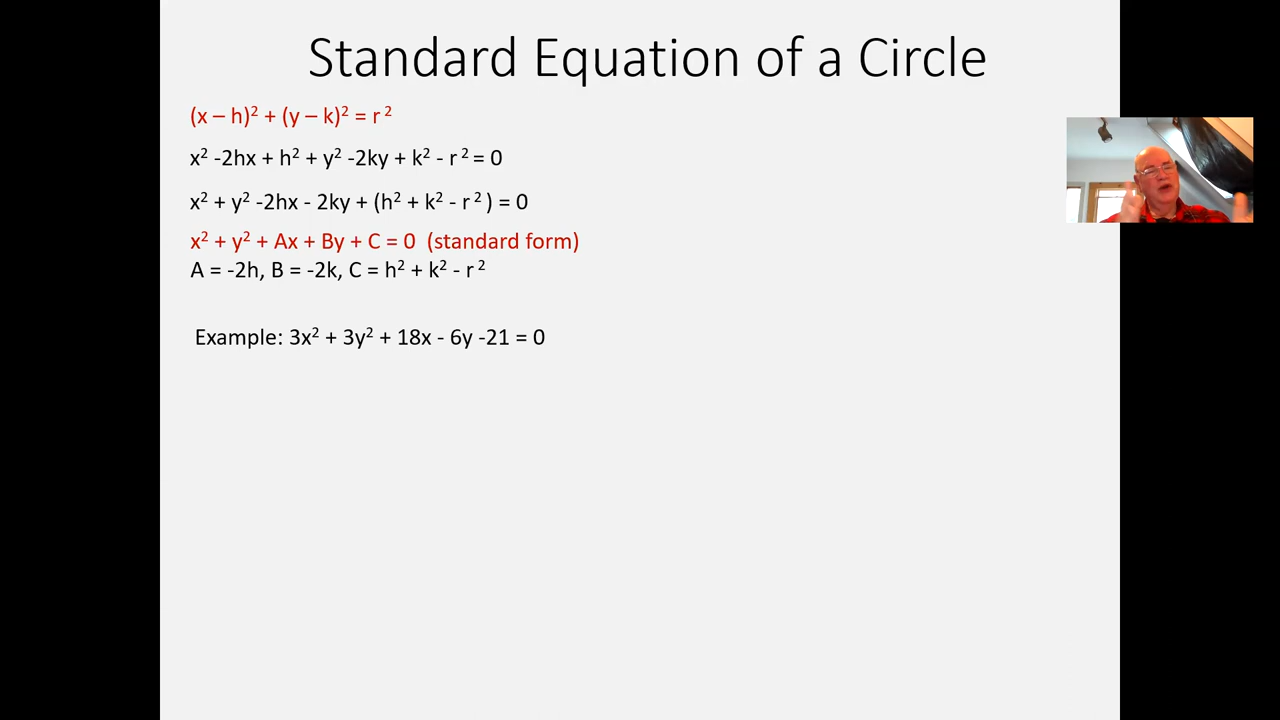 Standard Equation of a Circle
(x – h)² + (y – k)² = r ²
x² -2hx + h² + y² -2ky + k² - r ² = 0
x² + y² -2hx - 2ky + (h² + k² - r ² ) = 0
x² + y² + Ax + By + C = 0 (standard form)
A = -2h, B = -2k, C = h² + k² - r ²
Example: 3x² + 3y² + 18x - 6y -21 = 0